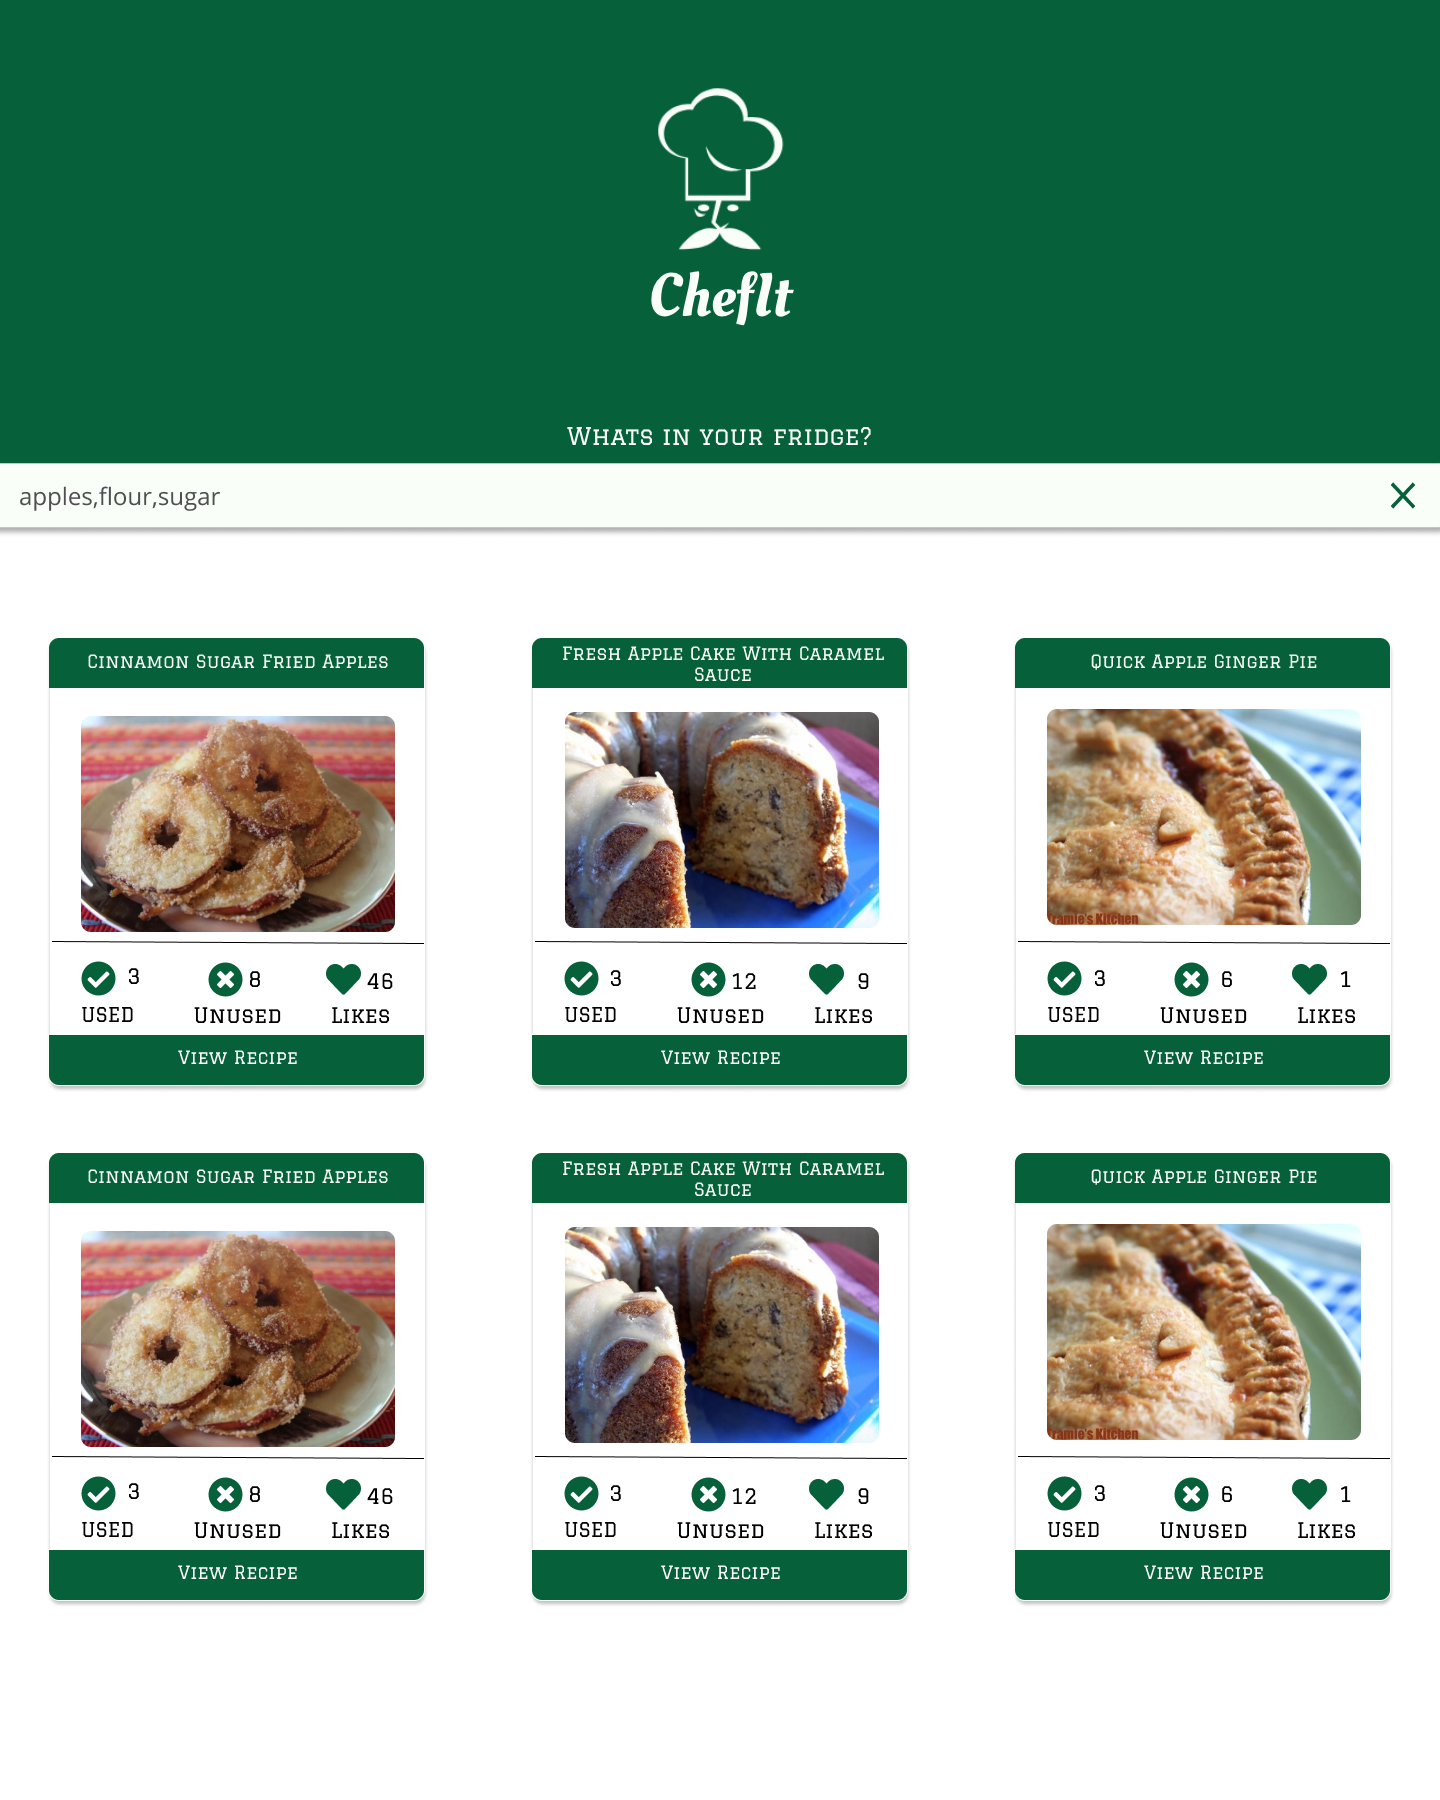 ChefIt
Whats in your fridge?
apples,flour,sugar
Cinnamon Sugar Fried Apples
Fresh Apple Cake With Caramel
Sauce
Quick Apple Ginger Pie
ramie's Kitchen
3
8
46
used
Unused
Likes
3
12
9
used
Unused
Likes
3
6
1
used
Unused
Likes
View Recipe
View Recipe
View Recipe
Cinnamon Sugar Fried Apples
Fresh Apple Cake With Caramel
Sauce
Quick Apple Ginger Pie
ramie's Kitchen
3
8
46
used
Unused
Likes
3
12
9
used
Unused
Likes
3
6
1
used
Unused
Likes
View Recipe
View Recipe
View Recipe